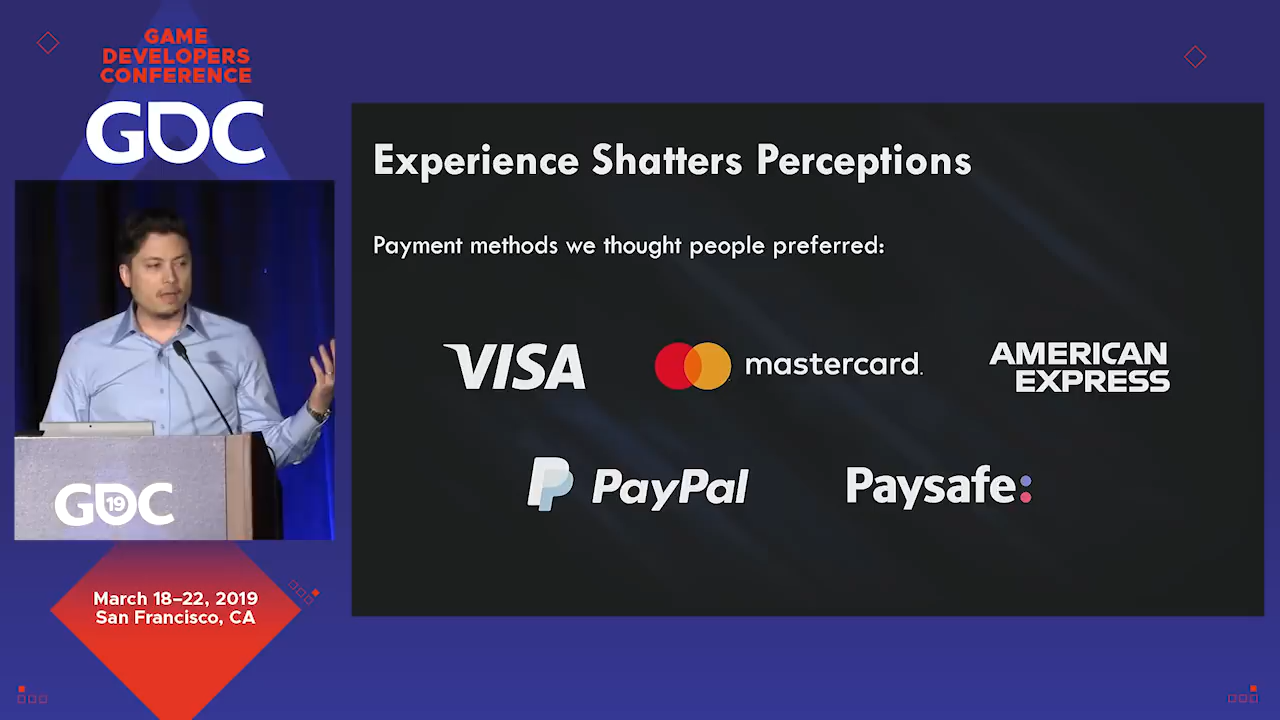 GAME
DEVELOPERS
CONFERENCE
GDC
GDC 19
March 18–22, 2019
San Francisco, CA
Experience Shatters Perceptions
Payment methods we thought people preferred:
VISA
mastercard.
AMERICAN
EXPRESS
PayPal
Paysafe: